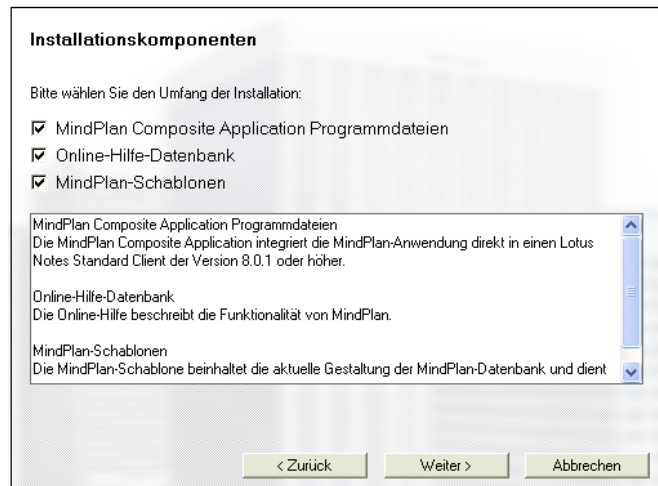 Installationskomponenten
Bitte wählen Sie den Umfang der Installation:
MindPlan Composite Application Programmdateien
Online-Hilfe-Datenbank
MindPlan-Schablonen
MindPlan Composite Application Programmdateien
Die MindPlan Composite Application integriert die MindPlan-Anwendung direkt in einen Lotus
Notes Standard Client der Version 8.0.1 oder höher.
Online-Hilfe-Datenbank
Die Online-Hilfe beschreibt die Funktionalität von MindPlan.
MindPlan-Schablonen
Die MindPlan-Schablone beinhaltet die aktuelle Gestaltung der MindPlan-Datenbank und dient
< Zurück Weiter > Abbrechen